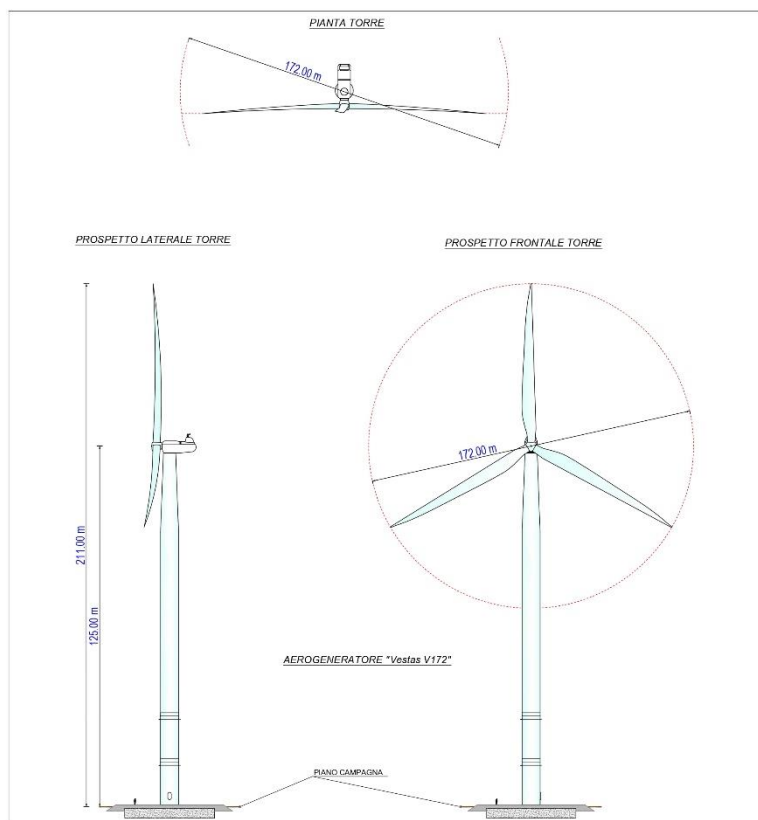 PIANTA TORRE
172.00 m
PROSPETTO LATERALE TORRE
PROSPETTO FRONTALE TORRE
172.00 m
211.00 m
125.00 m
AEROGENERATORE "Vestas V172"
PIANO CAMPAGNA